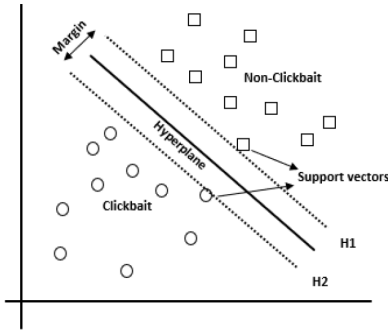 Margin
Non-Clickbait
Hyperplane
Support vectors
Clickbait
H1
H2